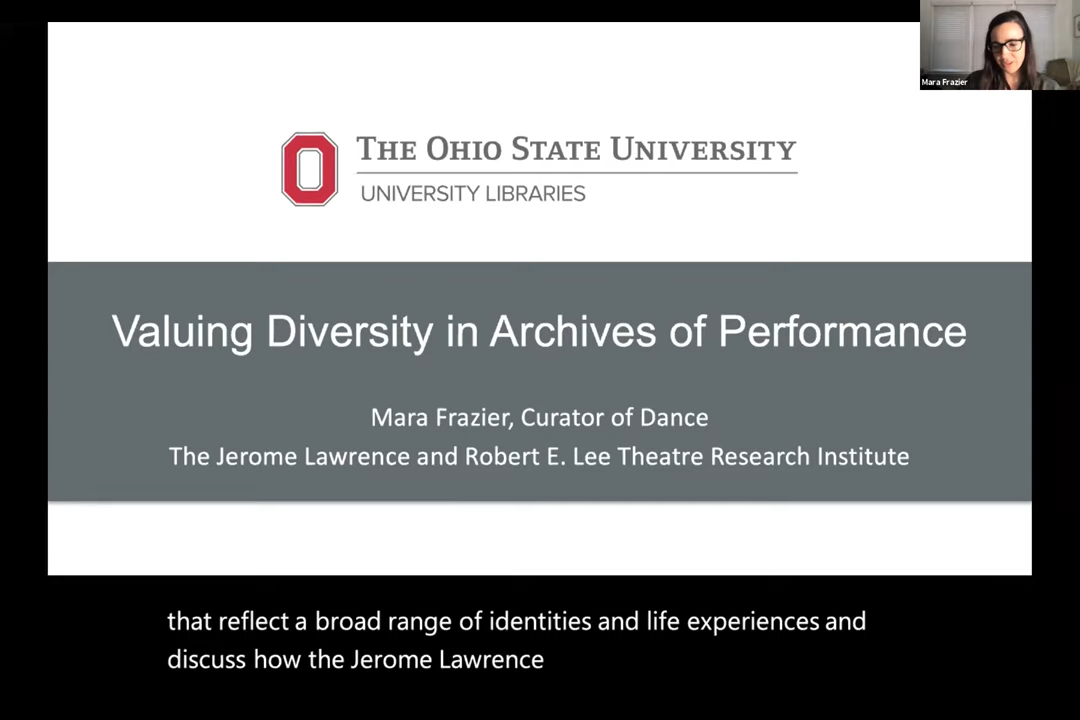 Mara Frazier
THE OHIO STATE UNIVERSITY
UNIVERSITY LIBRARIES
Valuing Diversity in Archives of Performance
Mara Frazier, Curator of Dance
The Jerome Lawrence and Robert E. Lee Theatre Research Institute
that reflect a broad range of identities and life experiences and
discuss how the Jerome Lawrence